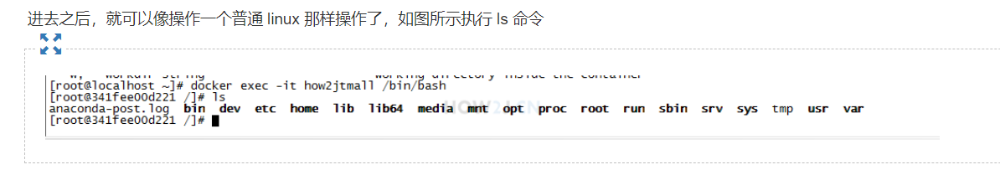 进去之后，就可以像操作一个普通 linux 那样操作了，如图所示执行 ls 命令
[root@localhost ~]# docker exec -it how2jtmall /bin/bash
[root@341fee00d221 /]# ls
anaconda-post.log bin dev etc home lib lib64 media mnt opt proc root run sbin srv sys tmp usr var
[root@341fee00d221 /]#